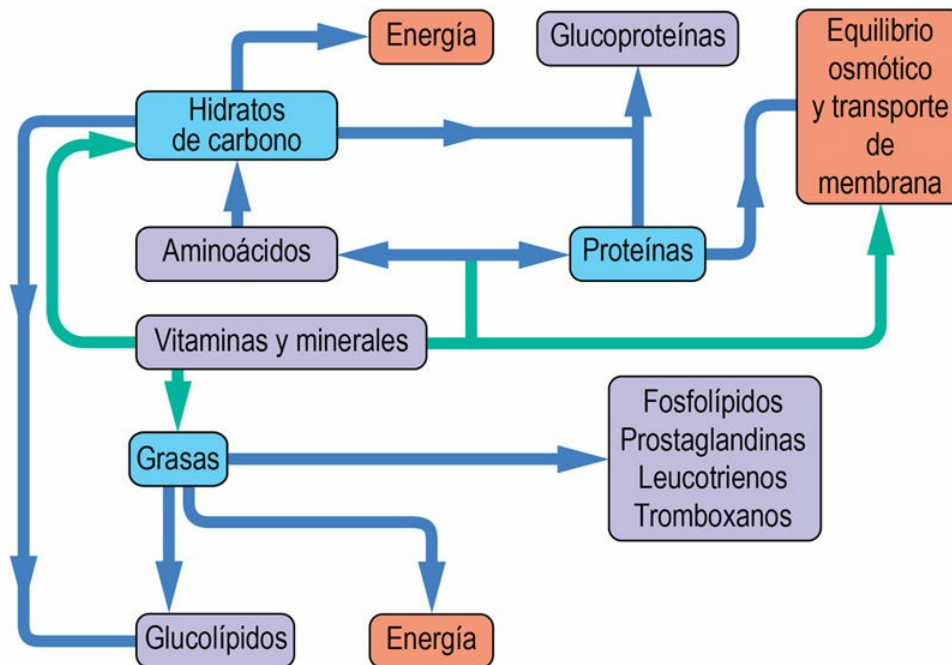 Energía
Glucoproteínas
Equilibrio
osmótico
y transporte
de
membrana
Hidratos
de carbono
Aminoácidos
Proteínas
Vitaminas y minerales
Grasas
Fosfolípidos
Prostaglandinas
Leucotrienos
Tromboxanos
Glucolípidos
Energía